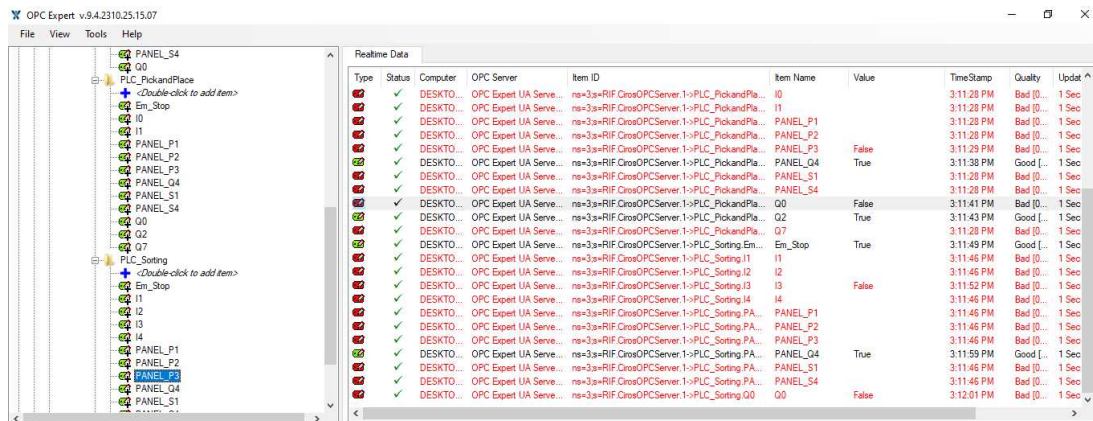 OPC Expert v.9.4.2310.25.15.07
File View Tools Help
PANEL_S4
Q0
PLC_PickandPlace
<Double-click to add item>
Em_Stop
I0
I1
PANEL_P1
PANEL_P2
PANEL_P3
PANEL_Q4
PANEL_S1
PANEL_S4
Q0
Q2
Q7
PLC_Sorting
<Double-click to add item>
Em_Stop
I1
I2
I3
I4
PANEL_P1
PANEL_P2
PANEL_P3
PANEL_Q4
PANEL_S1
Realtime Data
Type Status Computer OPC Server Item ID Item Name Value TimeStamp Quality Updat
DESKTO... OPC Expert UA Serve... ns=3;s=RIF.CirosOPCServer.1->PLC_PickandPla... I0 3:11:28 PM Bad [0... 1 Sec
DESKTO... OPC Expert UA Serve... ns=3;s=RIF.CirosOPCServer.1->PLC_PickandPla... I1 3:11:28 PM Bad [0... 1 Sec
DESKTO... OPC Expert UA Serve... ns=3;s=RIF.CirosOPCServer.1->PLC_PickandPla... PANEL_P1 3:11:28 PM Bad [0... 1 Sec
DESKTO... OPC Expert UA Serve... ns=3;s=RIF.CirosOPCServer.1->PLC_PickandPla... PANEL_P2 3:11:28 PM Bad [0... 1 Sec
DESKTO... OPC Expert UA Serve... ns=3;s=RIF.CirosOPCServer.1->PLC_PickandPla... PANEL_P3 False 3:11:29 PM Bad [0... 1 Sec
DESKTO... OPC Expert UA Serve... ns=3;s=RIF.CirosOPCServer.1->PLC_PickandPla... PANEL_Q4 True 3:11:38 PM Good [... 1 Sec
DESKTO... OPC Expert UA Serve... ns=3;s=RIF.CirosOPCServer.1->PLC_PickandPla... PANEL_S1 3:11:28 PM Bad [0... 1 Sec
DESKTO... OPC Expert UA Serve... ns=3;s=RIF.CirosOPCServer.1->PLC_PickandPla... PANEL_S4 3:11:28 PM Bad [0... 1 Sec
DESKTO... OPC Expert UA Serve... ns=3;s=RIF.CirosOPCServer.1->PLC_PickandPla... Q0 False 3:11:41 PM Bad [0... 1 Sec
DESKTO... OPC Expert UA Serve... ns=3;s=RIF.CirosOPCServer.1->PLC_PickandPla... Q2 True 3:11:43 PM Good [... 1 Sec
DESKTO... OPC Expert UA Serve... ns=3;s=RIF.CirosOPCServer.1->PLC_PickandPla... Q7 3:11:28 PM Bad [0... 1 Sec
DESKTO... OPC Expert UA Serve... ns=3;s=RIF.CirosOPCServer.1->PLC_Sorting.Em... Em_Stop True 3:11:49 PM Good [... 1 Sec
DESKTO... OPC Expert UA Serve... ns=3;s=RIF.CirosOPCServer.1->PLC_Sorting.I1 I1 3:11:46 PM Bad [0... 1 Sec
DESKTO... OPC Expert UA Serve... ns=3;s=RIF.CirosOPCServer.1->PLC_Sorting.I2 I2 3:11:46 PM Bad [0... 1 Sec
DESKTO... OPC Expert UA Serve... ns=3;s=RIF.CirosOPCServer.1->PLC_Sorting.I3 I3 False 3:11:52 PM Bad [0... 1 Sec
DESKTO... OPC Expert UA Serve... ns=3;s=RIF.CirosOPCServer.1->PLC_Sorting.I4 I4 3:11:46 PM Bad [0... 1 Sec
DESKTO... OPC Expert UA Serve... ns=3;s=RIF.CirosOPCServer.1->PLC_Sorting.PA... PANEL_P1 3:11:46 PM Bad [0... 1 Sec
DESKTO... OPC Expert UA Serve... ns=3;s=RIF.CirosOPCServer.1->PLC_Sorting.PA... PANEL_P2 3:11:46 PM Bad [0... 1 Sec
DESKTO... OPC Expert UA Serve... ns=3;s=RIF.CirosOPCServer.1->PLC_Sorting.PA... PANEL_P3 3:11:46 PM Bad [0... 1 Sec
DESKTO... OPC Expert UA Serve... ns=3;s=RIF.CirosOPCServer.1->PLC_Sorting.PA... PANEL_Q4 True 3:11:59 PM Good [... 1 Sec
DESKTO... OPC Expert UA Serve... ns=3;s=RIF.CirosOPCServer.1->PLC_Sorting.PA... PANEL_S1 3:11:46 PM Bad [0... 1 Sec
DESKTO... OPC Expert UA Serve... ns=3;s=RIF.CirosOPCServer.1->PLC_Sorting.PA... PANEL_S4 3:11:46 PM Bad [0... 1 Sec
DESKTO... OPC Expert UA Serve... ns=3;s=RIF.CirosOPCServer.1->PLC_Sorting.Q0 Q0 False 3:12:01 PM Bad [0... 1 Sec